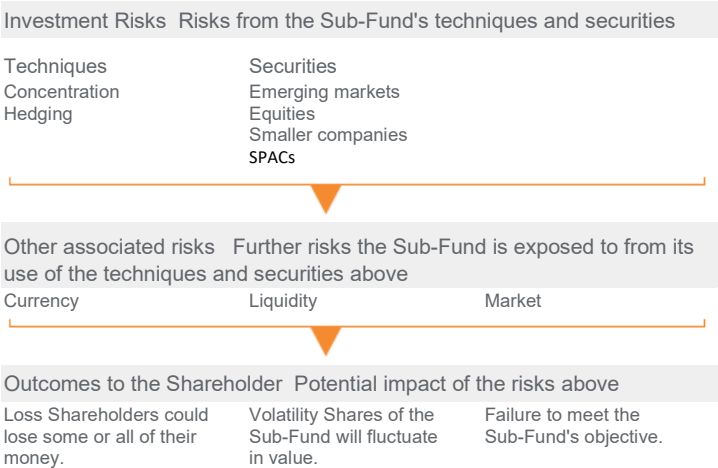 Investment Risks  Risks from the Sub-Fund's techniques and securities
Techniques
Concentration
Hedging
Securities
Emerging markets
Equities
Smaller companies
SPACs
Other associated risks  Further risks the Sub-Fund is exposed to from its
use of the techniques and securities above
Currency
Liquidity
Market
Outcomes to the Shareholder  Potential impact of the risks above
Loss Shareholders could
lose some or all of their
money.
Volatility Shares of the
Sub-Fund will fluctuate
in value.
Failure to meet the
Sub-Fund's objective.